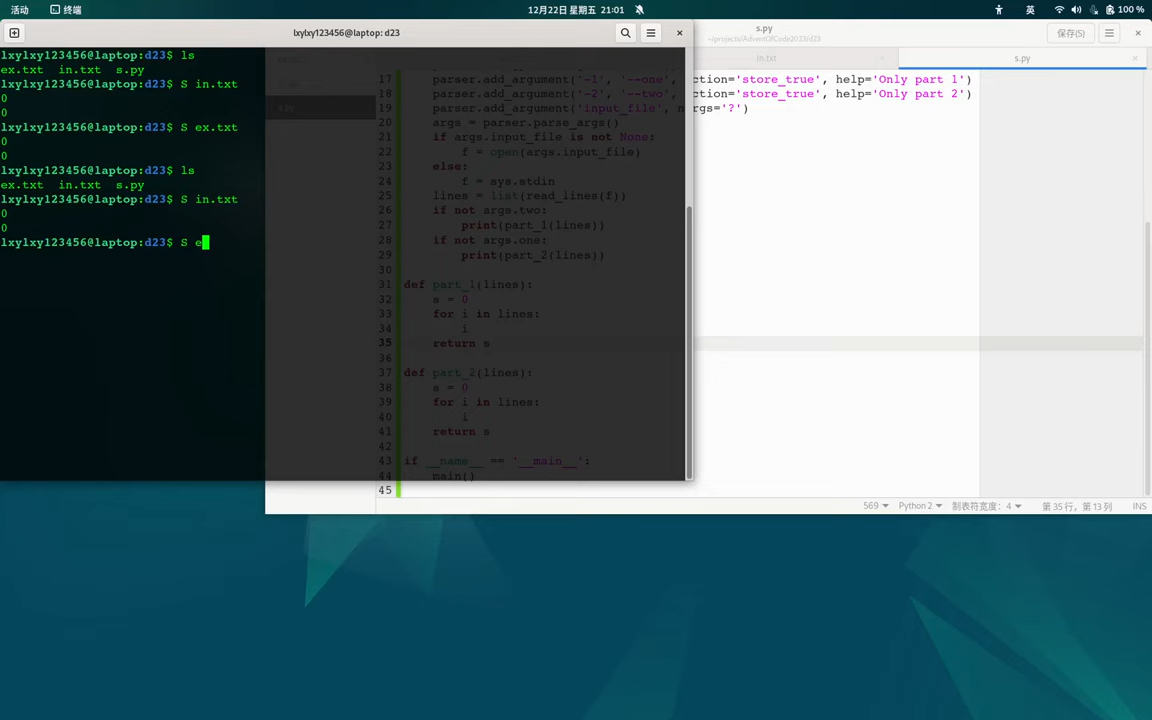 活动
终端
12月22日 星期五 21:01
英
100 %
lxylxy123456@laptop: d23
lxylxy123456@laptop:d23$ ls
ex.txt in.txt s.py
lxylxy123456@laptop:d23$ S in.txt
0
0
lxylxy123456@laptop:d23$ S ex.txt
0
0
lxylxy123456@laptop:d23$ ls
ex.txt in.txt s.py
lxylxy123456@laptop:d23$ S in.txt
0
0
lxylxy123456@laptop:d23$ S e
s.py
~/projects/AdventOfCode2023/d23
保存(S)
in.txt
s.py
s.py
17 parser.add_argument('-1', '--one', ction='store_true', help='Only part 1')
18 parser.add_argument('-2', '--two', ction='store_true', help='Only part 2')
19 parser.add_argument('input_file', nargs='?')
20 args = parser.parse_args()
21 if args.input_file is not None:
22 f = open(args.input_file)
23 else:
24 f = sys.stdin
25 lines = list(read_lines(f))
26 if not args.two:
27 print(part_1(lines))
28 if not args.one:
29 print(part_2(lines))
30
31 def part_1(lines):
32 s = 0
33 for i in lines:
34 i
35 return s
36
37 def part_2(lines):
38 s = 0
39 for i in lines:
40 i
41 return s
42
43 if __name__ == '__main__':
44 main()
45
569
Python 2
制表符宽度：4
第 35 行，第 13 列
INS